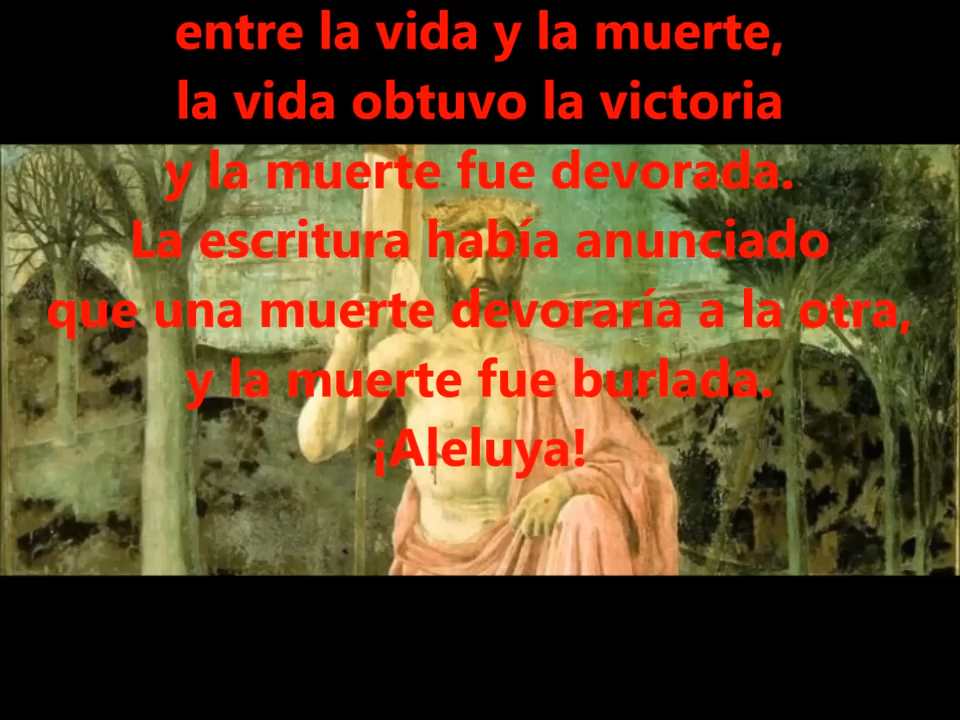 entre la vida y la muerte,
la vida obtuvo la victoria
y la muerte fue devorada.
La escritura había anunciado
que una muerte devoraría a la otra,
y la muerte fue burlada.
¡Aleluya!